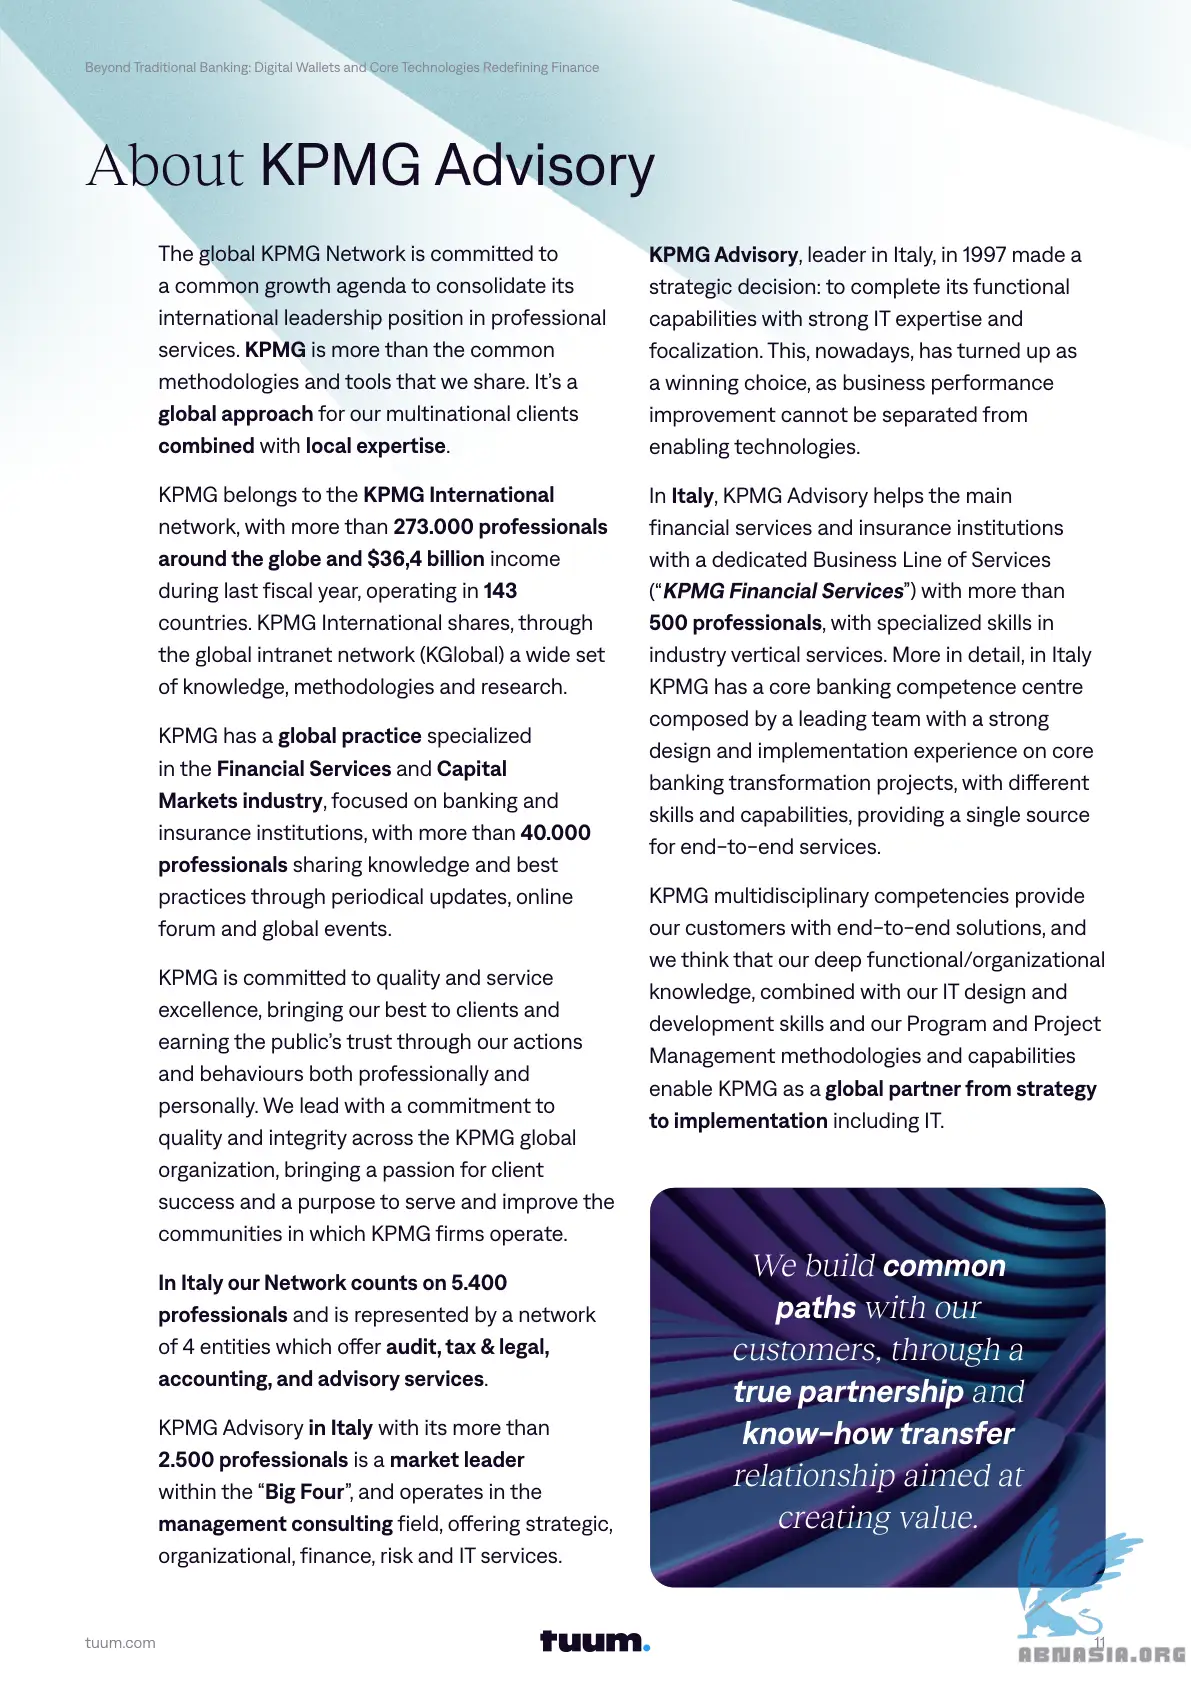 Beyond Traditional Banking: Digital Wallets and Core Technologies Redefining Finance
About KPMG Advisory
The global KPMG Network is committed to
a common growth agenda to consolidate its
international leadership position in professional
services. KPMG is more than the common
methodologies and tools that we share. It's a
global approach for our multinational clients
combined with local expertise.
KPMG belongs to the KPMG International
network, with more than 273.000 professionals
around the globe and $36,4 billion income
during last fiscal year, operating in 143
countries. KPMG International shares, through
the global intranet network (KGlobal) a wide set
of knowledge, methodologies and research.
KPMG has a global practice specialized
in the Financial Services and Capital
Markets industry, focused on banking and
insurance institutions, with more than 40.000
professionals sharing knowledge and best
practices through periodical updates, online
forum and global events.
KPMG is committed to quality and service
excellence, bringing our best to clients and
earning the public's trust through our actions
and behaviours both professionally and
personally. We lead with a commitment to
quality and integrity across the KPMG global
organization, bringing a passion for client
success and a purpose to serve and improve the
communities in which KPMG firms operate.
In Italy our Network counts on 5.400
professionals and is represented by a network
of 4 entities which offer audit, tax & legal,
accounting, and advisory services.
KPMG Advisory in Italy with its more than
2.500 professionals is a market leader
within the “Big Four”, and operates in the
management consulting field, offering strategic,
organizational, finance, risk and IT services.
KPMG Advisory, leader in Italy, in 1997 made a
strategic decision: to complete its functional
capabilities with strong IT expertise and
focalization. This, nowadays, has turned up as
a winning choice, as business performance
improvement cannot be separated from
enabling technologies.
In Italy, KPMG Advisory helps the main
financial services and insurance institutions
with a dedicated Business Line of Services
(“KPMG Financial Services”) with more than
500 professionals, with specialized skills in
industry vertical services. More in detail, in Italy
KPMG has a core banking competence centre
composed by a leading team with a strong
design and implementation experience on core
banking transformation projects, with different
skills and capabilities, providing a single source
for end-to-end services.
KPMG multidisciplinary competencies provide
our customers with end-to-end solutions, and
we think that our deep functional/organizational
knowledge, combined with our IT design and
development skills and our Program and Project
Management methodologies and capabilities
enable KPMG as a global partner from strategy
to implementation including IT.
We build common
paths with our
customers, through a
true partnership and
know-how transfer
relationship aimed at
creating value.
tuum.com
tuum.
11
ABNASIA.ORG